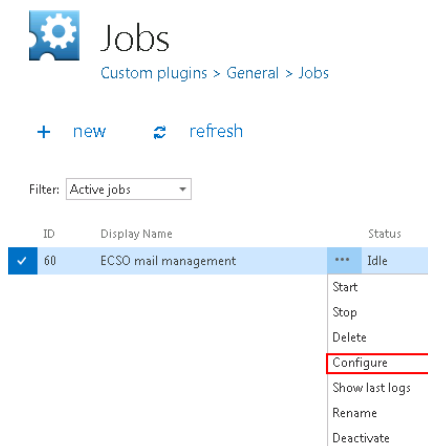 Jobs
Custom plugins > General > Jobs
+ new refresh
Filter: Active jobs
ID Display Name Status
60 ECSO mail management ••• Idle
Start
Stop
Delete
Configure
Show last logs
Rename
Deactivate